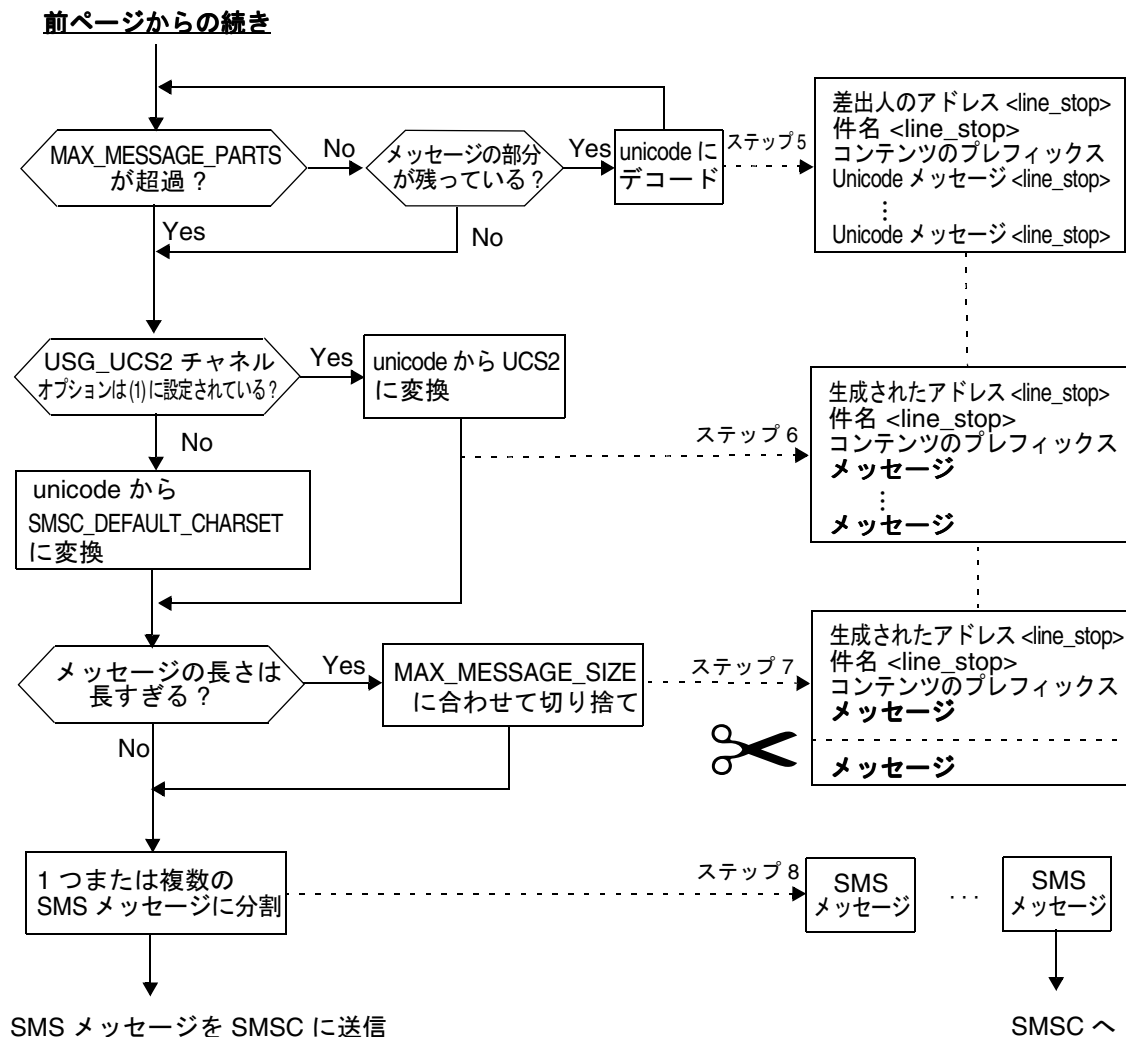 前ページからの続き
MAX_MESSAGE_PARTS
が超過？
No
メッセージの部分
が残っている？
Yes
unicode に
デコード
ステップ 5
差出人のアドレス <line_stop>
件名 <line_stop>
コンテンツのプレフィックス
Unicode メッセージ <line_stop>
⋮
Unicode メッセージ <line_stop>
Yes
No
USG_UCS2 チャネル
オプションは (1) に設定されている？
Yes
unicode から UCS2
に変換
No
unicode から
SMSC_DEFAULT_CHARSET
に変換
ステップ 6
生成されたアドレス <line_stop>
件名 <line_stop>
コンテンツのプレフィックス
メッセージ
⋮
メッセージ
メッセージの長さは
長すぎる？
Yes
MAX_MESSAGE_SIZE
に合わせて切り捨て
No
ステップ 7
生成されたアドレス <line_stop>
件名 <line_stop>
コンテンツのプレフィックス
メッセージ
メッセージ
1 つまたは複数の
SMS メッセージに分割
ステップ 8
SMS
メッセージ
...
SMS
メッセージ
SMS メッセージを SMSC に送信
SMSC へ